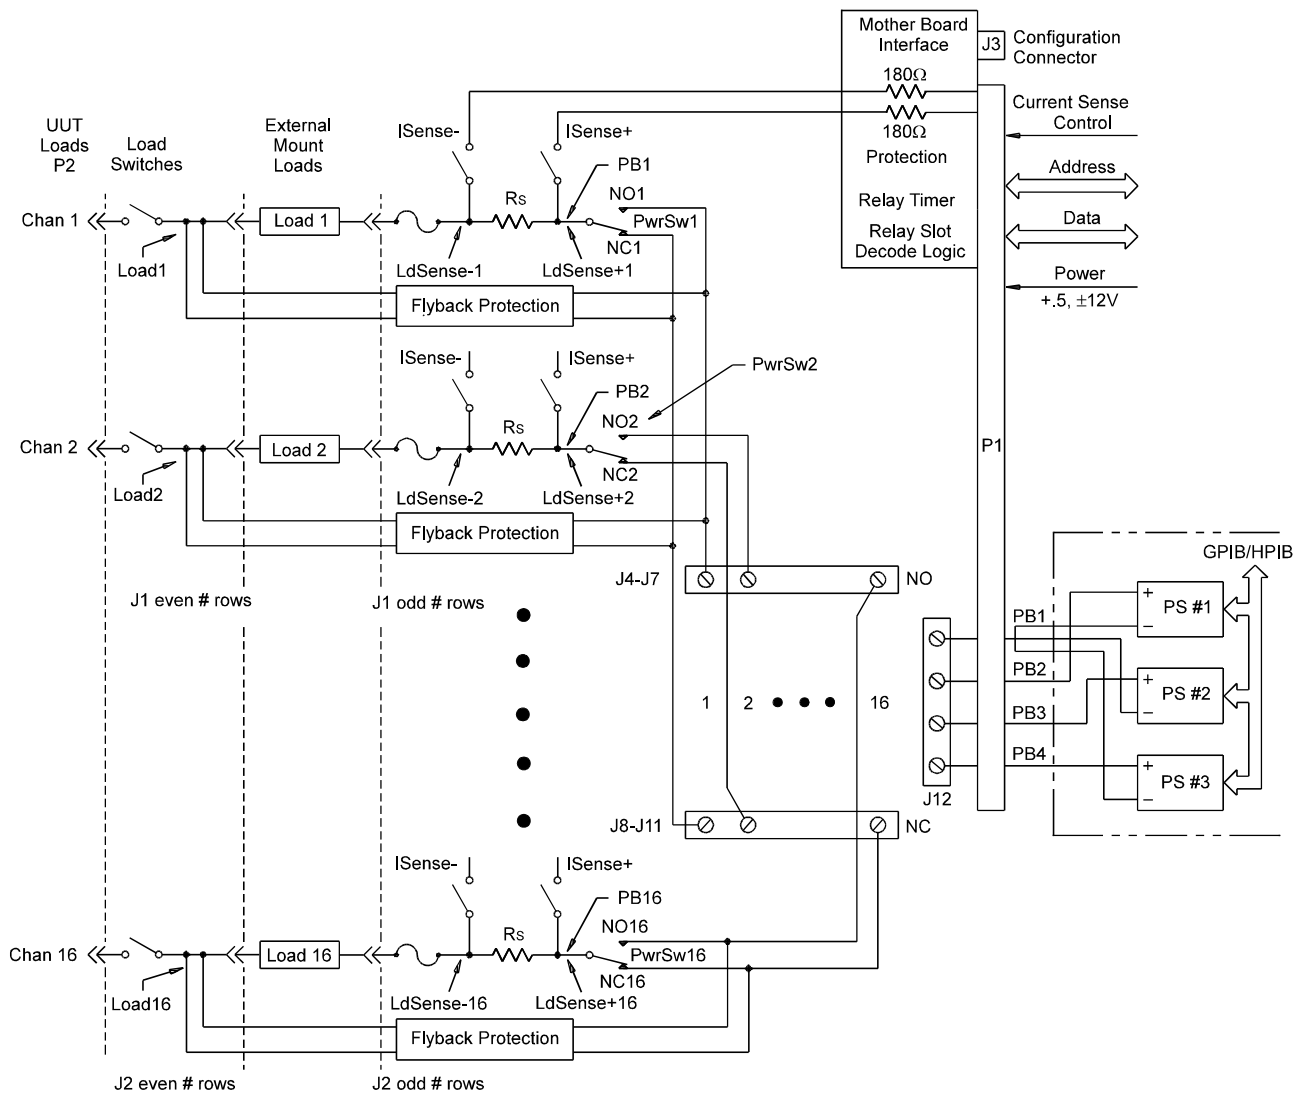 Mother Board
Interface
J3
Configuration
Connector
180Ω
180Ω
Protection
Relay Timer
Relay Slot
Decode Logic
Current Sense
Control
Address
Data
Power
+.5, ±12V
P1
UUT
Loads
P2
Load
Switches
External
Mount
Loads
ISense-
ISense+
PB1
NO1
PwrSw1
NC1
Chan 1
Load 1
RS
Load1
LdSense-1
LdSense+1
Flyback Protection
ISense-
ISense+
PB2
PwrSw2
NO2
NC2
Chan 2
Load 2
RS
Load2
LdSense-2
LdSense+2
Flyback Protection
J4-J7
NO
J1 even # rows
J1 odd # rows
1
2
16
J8-J11
NC
J12
GPIB/HPIB
PB1
PB2
PB3
PB4
+
PS #1
−
+
PS #2
−
+
PS #3
−
ISense-
ISense+
PB16
NO16
PwrSw16
NC16
Chan 16
Load 16
RS
Load16
LdSense-16
LdSense+16
Flyback Protection
J2 even # rows
J2 odd # rows